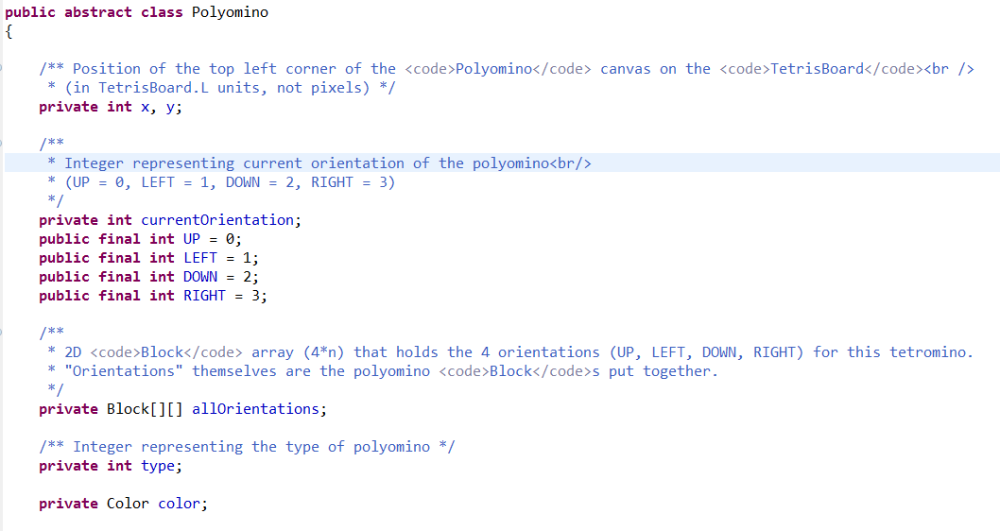 public abstract class Polyomino
{
/** Position of the top left corner of the <code>Polyomino</code> canvas on the <code>TetrisBoard</code><br />
* (in TetrisBoard.L units, not pixels) */
private int x, y;
/**
* Integer representing current orientation of the polyomino<br/>
* (UP = 0, LEFT = 1, DOWN = 2, RIGHT = 3)
*/
private int currentOrientation;
public final int UP = 0;
public final int LEFT = 1;
public final int DOWN = 2;
public final int RIGHT = 3;
/**
* 2D <code>Block</code> array (4*n) that holds the 4 orientations (UP, LEFT, DOWN, RIGHT) for this tetromino.
* "Orientations" themselves are the polyomino <code>Block</code>s put together.
*/
private Block[][] allOrientations;
/** Integer representing the type of polyomino */
private int type;
private Color color;